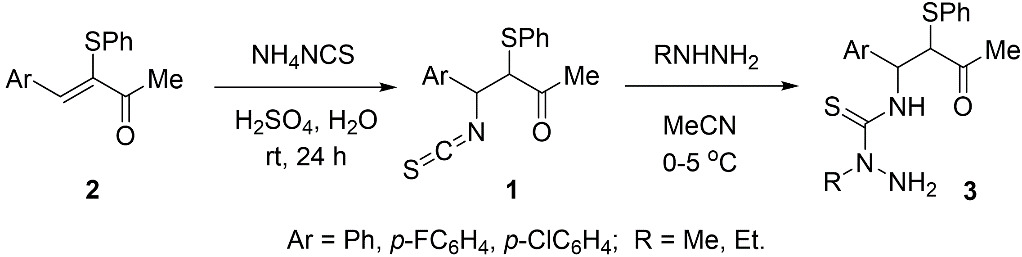 SPh
Ar
Me
O
2
NH4NCS
H2SO4, H2O
rt, 24 h
SPh
Ar
Me
O
N
C
S
1
RNHNH2
MeCN
0-5 oC
SPh
Ar
Me
O
NH
S
N
R
NH2
3
Ar = Ph, p-FC6H4, p-ClC6H4; R = Me, Et.